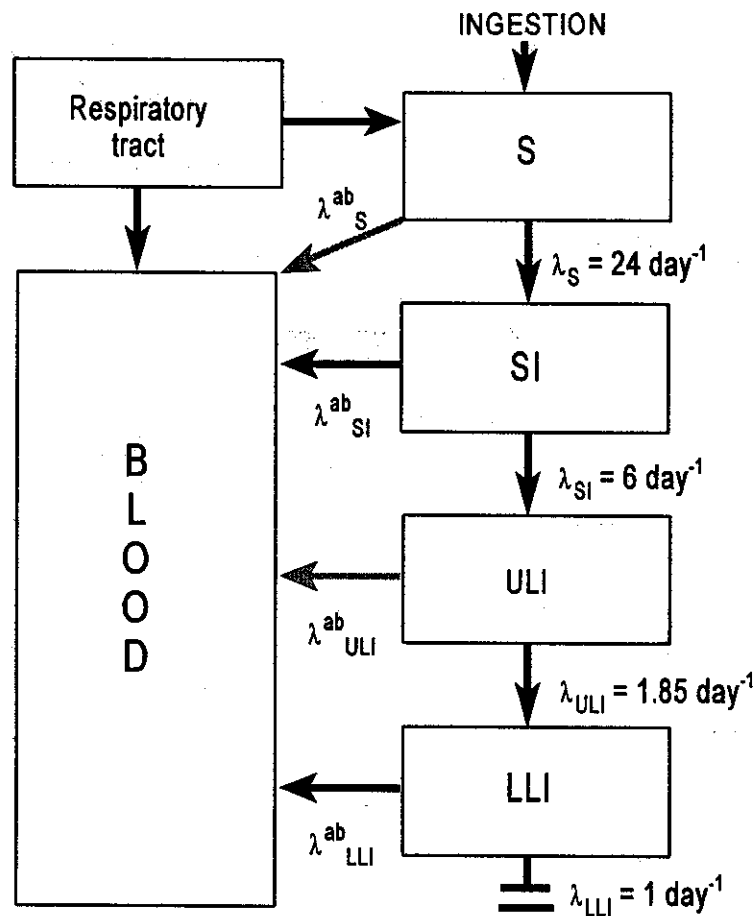 INGESTION
Respiratory
tract
S
λ^ab_S
λ_S = 24 day⁻¹
SI
λ^ab_SI
λ_SI = 6 day⁻¹
B
L
O
O
D
ULI
λ^ab_ULI
λ_ULI = 1.85 day⁻¹
LLI
λ^ab_LLI
λ_LLI = 1 day⁻¹